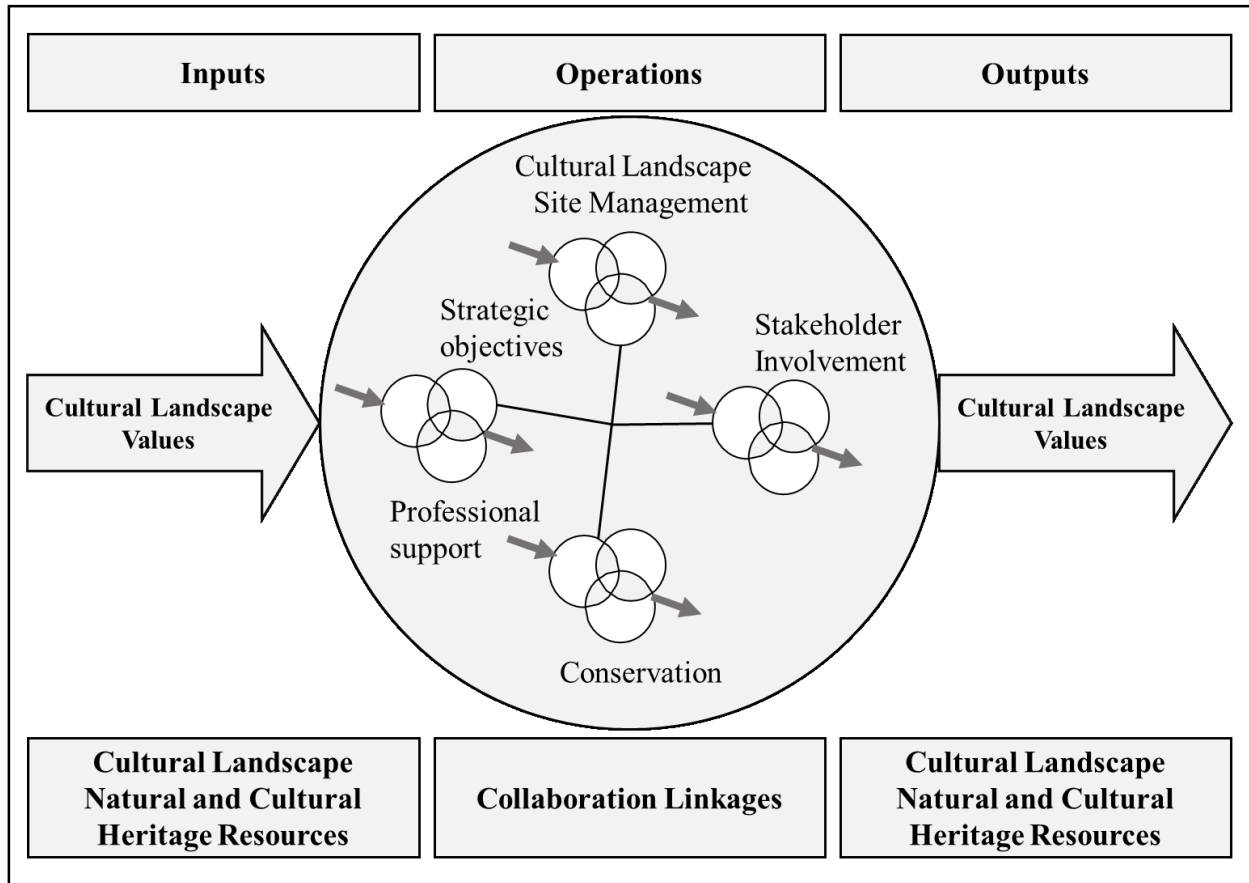 Inputs
Operations
Outputs
Cultural Landscape
Site Management
Strategic
objectives
Stakeholder
Involvement
Cultural Landscape
Values
Cultural Landscape
Values
Professional
support
Conservation
Cultural Landscape
Natural and Cultural
Heritage Resources
Collaboration Linkages
Cultural Landscape
Natural and Cultural
Heritage Resources